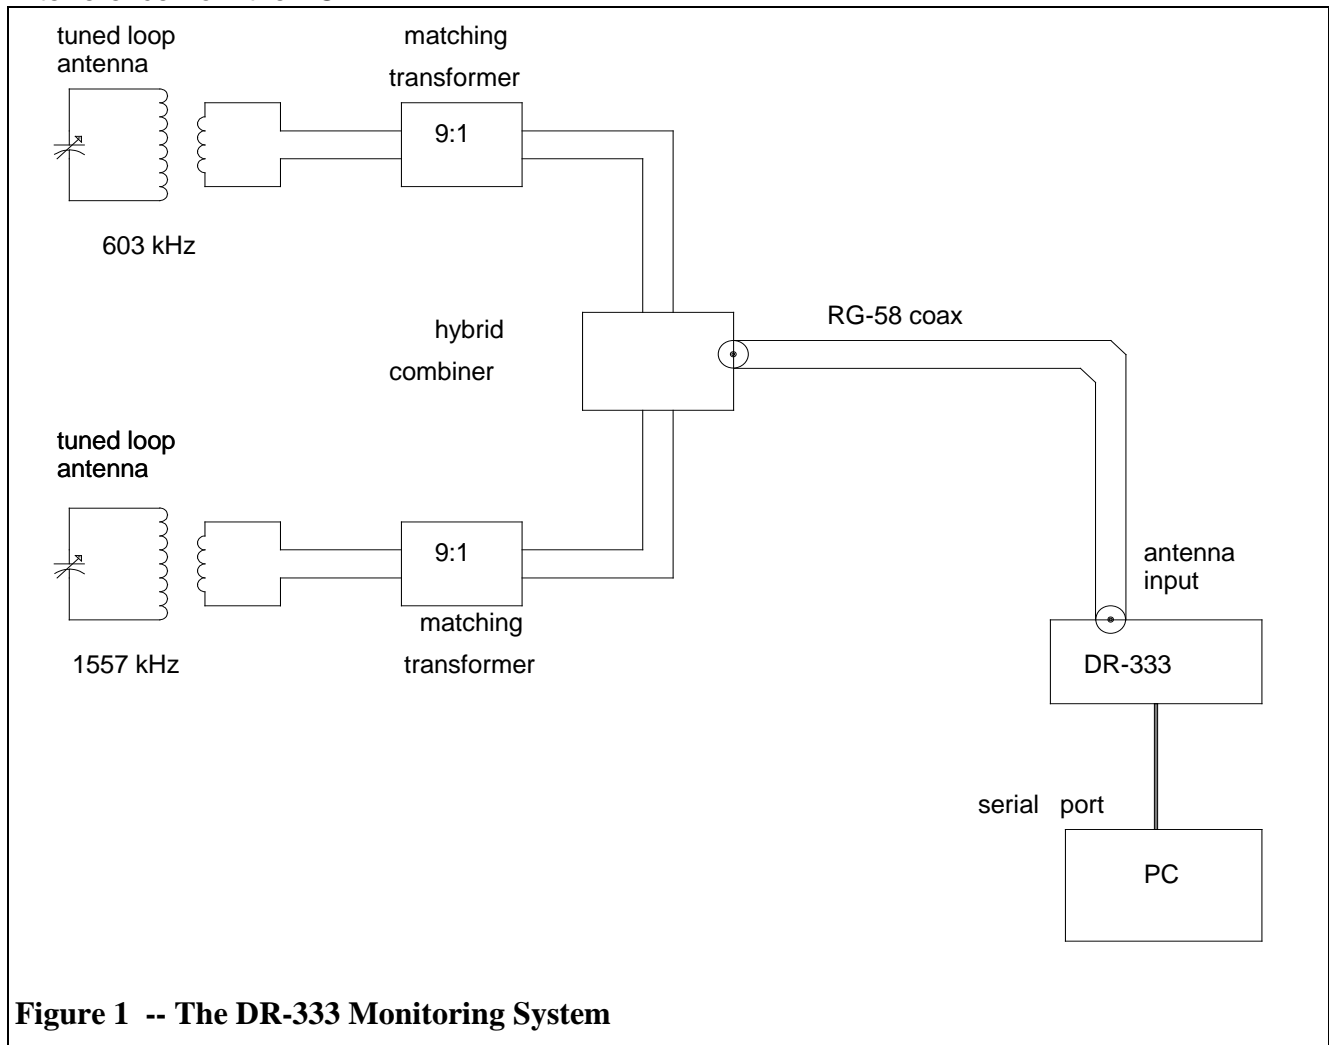 tuned loop
antenna
matching
transformer
9:1
603 kHz
hybrid
combiner
RG-58 coax
tuned loop
antenna
9:1
matching
transformer
1557 kHz
antenna
input
DR-333
serial port
PC
Figure 1 -- The DR-333 Monitoring System